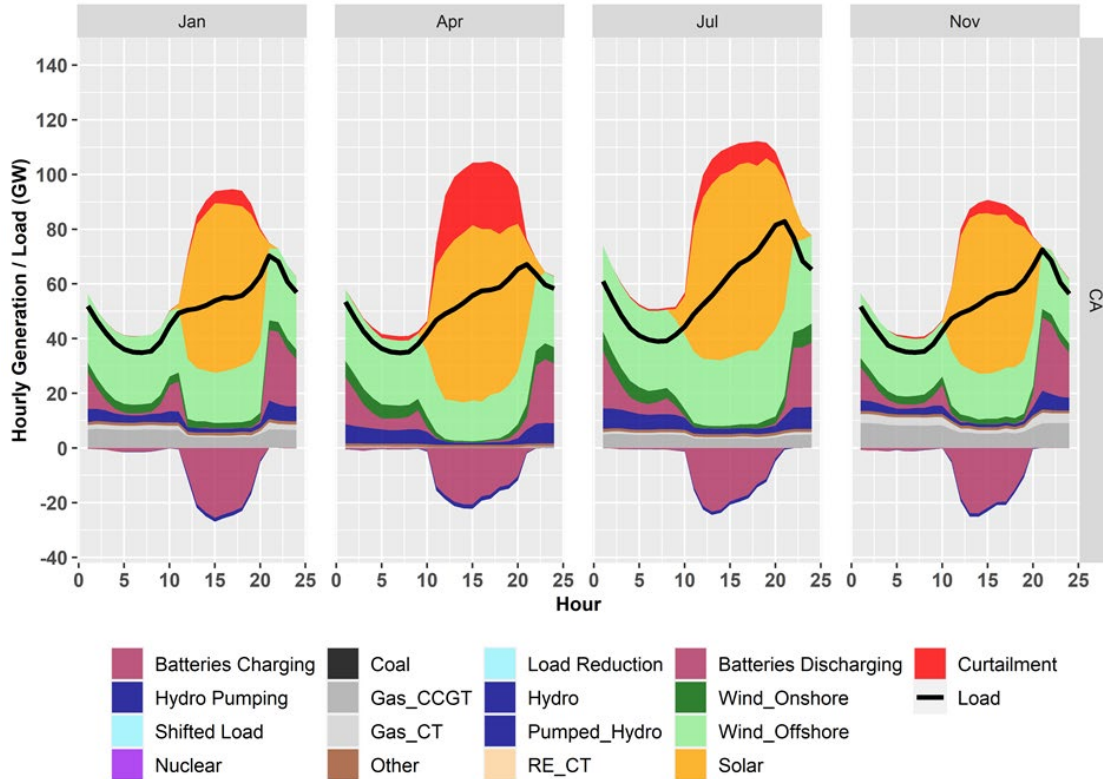 Jan Apr Jul Nov
140
120
100
80
60
40
20
0
-20
-40
Hourly Generation / Load (GW)
CA
0 5 10 15 20 25 0 5 10 15 20 25 0 5 10 15 20 25 0 5 10 15 20 25
Hour
Batteries Charging Coal Load Reduction Batteries Discharging Curtailment
Hydro Pumping Gas_CCGT Hydro Wind_Onshore Load
Shifted Load Gas_CT Pumped_Hydro Wind_Offshore
Nuclear Other RE_CT Solar